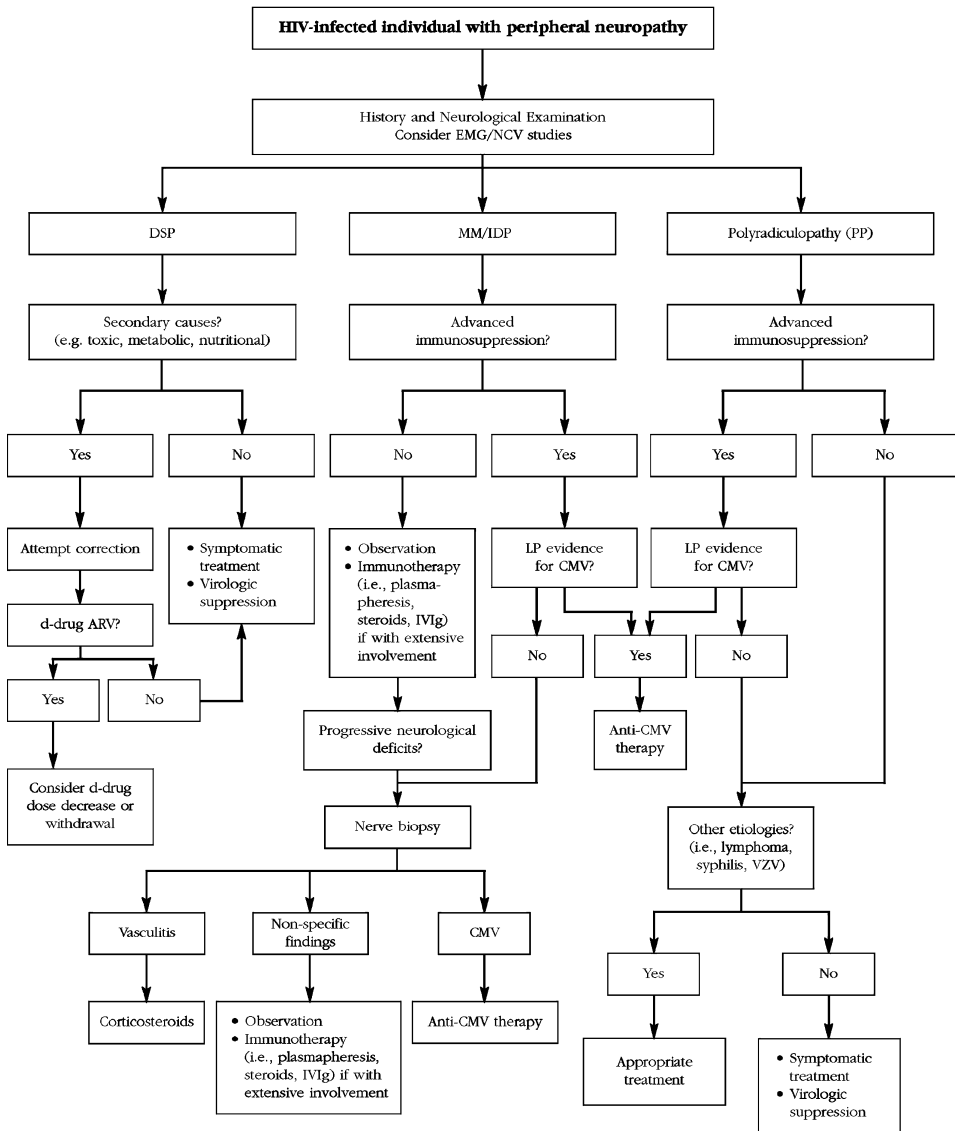 HIV-infected individual with peripheral neuropathy
History and Neurological Examination
Consider EMG/NCV studies
DSP
MM/IDP
Polyradiculopathy (PP)
Secondary causes?
(e.g. toxic, metabolic, nutritional)
Advanced
immunosuppression?
Advanced
immunosuppression?
Yes
No
No
Yes
Yes
No
Attempt correction
• Symptomatic
treatment
• Virologic
suppression
• Observation
• Immunotherapy
(i.e., plasma-
pheresis,
steroids, IVIg)
if with extensive
involvement
LP evidence
for CMV?
LP evidence
for CMV?
d-drug ARV?
Yes
No
No
Yes
No
Consider d-drug
dose decrease or
withdrawal
Progressive neurological
deficits?
Anti-CMV
therapy
Nerve biopsy
Other etiologies?
(i.e., lymphoma,
syphilis, VZV)
Vasculitis
Non-specific
findings
CMV
Yes
No
Corticosteroids
• Observation
• Immunotherapy
(i.e., plasmapheresis,
steroids, IVIg) if with
extensive involvement
Anti-CMV therapy
Appropriate
treatment
• Symptomatic
treatment
• Virologic
suppression